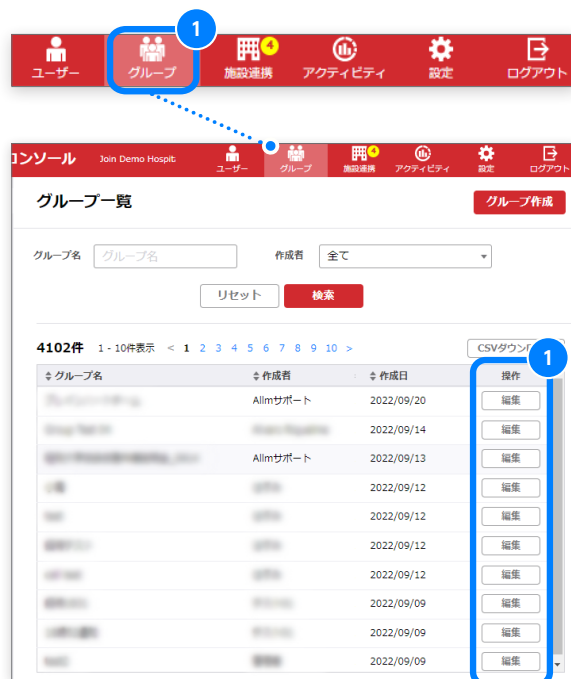 1
4
ユーザー グループ 施設連携 アクティビティ 設定 ログアウト
コンソール Join Demo Hospit 4
ユーザー グループ 施設連携 アクティビティ 設定 ログアウト
グループ一覧 グループ作成
グループ名 グループ名 作成者 全て
リセット 検索
4102件 1 - 10件表示 < 1 2 3 4 5 6 7 8 9 10 > CSVダウン
1
グループ名 作成者 作成日 操作
Allmサポート 2022/09/20 編集
2022/09/14 編集
Allmサポート 2022/09/13 編集
2022/09/12 編集
2022/09/12 編集
2022/09/12 編集
2022/09/12 編集
2022/09/09 編集
2022/09/09 編集
2022/09/09 編集